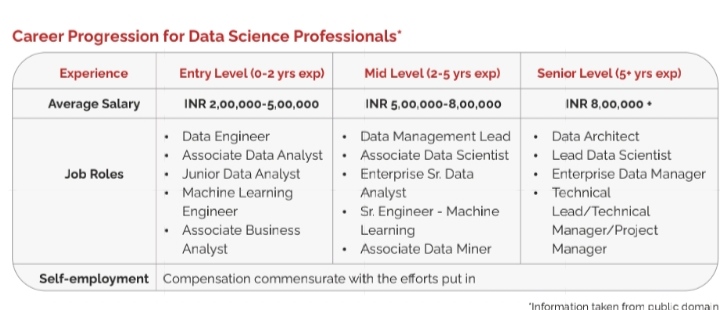 Career Progression for Data Science Professionals*
Experience
Entry Level (0-2 yrs exp)
Mid Level (2-5 yrs exp)
Senior Level (5+ yrs exp)
Average Salary
INR 2,00,000-5,00,000
INR 5,00,000-8,00,000
INR 8,00,000 +
Job Roles
• Data Engineer
• Associate Data Analyst
• Junior Data Analyst
• Machine Learning
Engineer
• Associate Business
Analyst
• Data Management Lead
• Associate Data Scientist
• Enterprise Sr. Data
Analyst
• Sr. Engineer - Machine
Learning
• Associate Data Miner
• Data Architect
• Lead Data Scientist
• Enterprise Data Manager
• Technical
Lead/Technical
Manager/Project
Manager
Self-employment
Compensation commensurate with the efforts put in
*Information taken from public domain